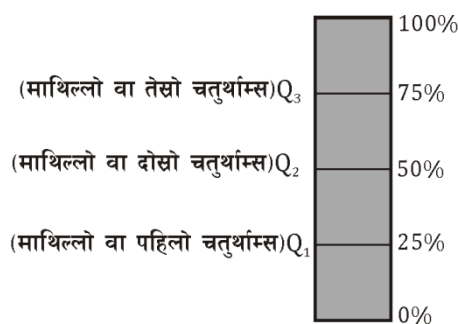 100%
(माथिल्लो वा तेस्रो चतुर्थाम्स)Q₃ 75%
(माथिल्लो वा दोस्रो चतुर्थाम्स)Q₂ 50%
(माथिल्लो वा पहिलो चतुर्थाम्स)Q₁ 25%
0%